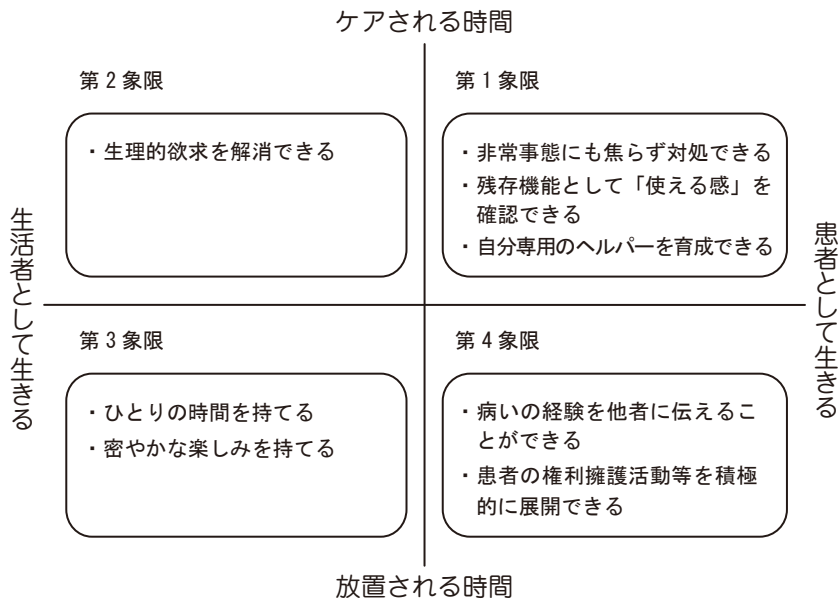 ケアされる時間
第2象限
・生理的欲求を解消できる
第1象限
・非常事態にも焦らず対処できる
・残存機能として「使える感」を
確認できる
・自分専用のヘルパーを育成できる
生活者として生きる
患者として生きる
第3象限
・ひとりの時間を持てる
・密やかな楽しみを持てる
第4象限
・病いの経験を他者に伝えるこ
とができる
・患者の権利擁護活動等を積極
的に展開できる
放置される時間